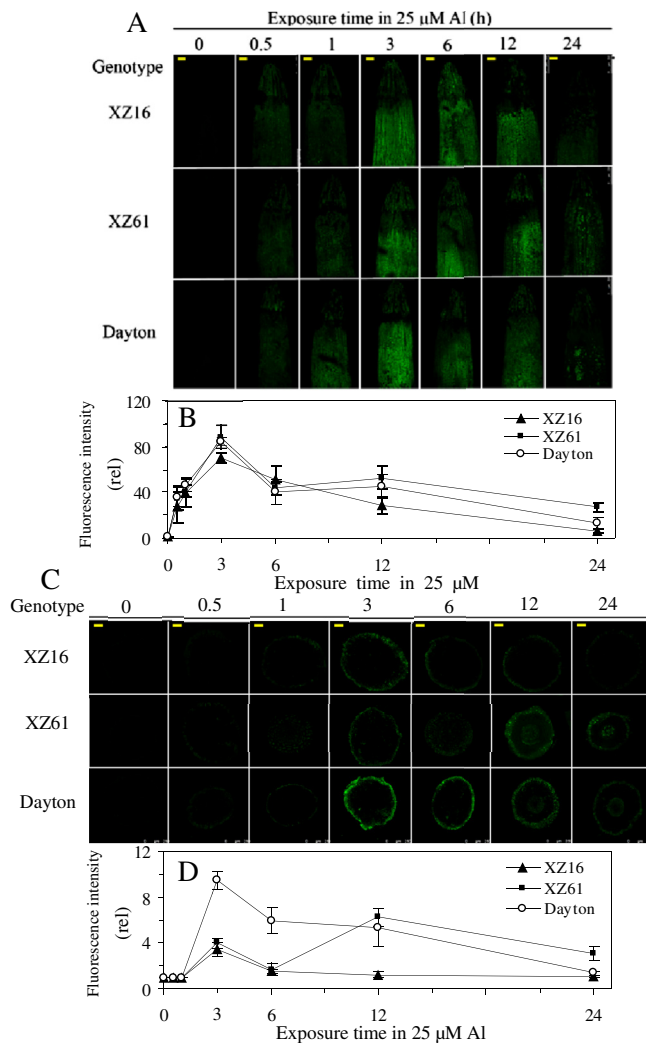 A
Exposure time in 25 μM Al (h)
0 0.5 1 3 6 12 24
Genotype
XZ16
XZ61
Dayton
B
Fluorescence intensity
(rel)
120
80
40
0
XZ16
XZ61
Dayton
0 3 6 12 24
Exposure time in 25 μM
C
Genotype 0 0.5 1 3 6 12 24
XZ16
XZ61
Dayton
D
Fluorescence intensity
(rel)
12
8
4
0
XZ16
XZ61
Dayton
0 3 6 12 24
Exposure time in 25 μM Al